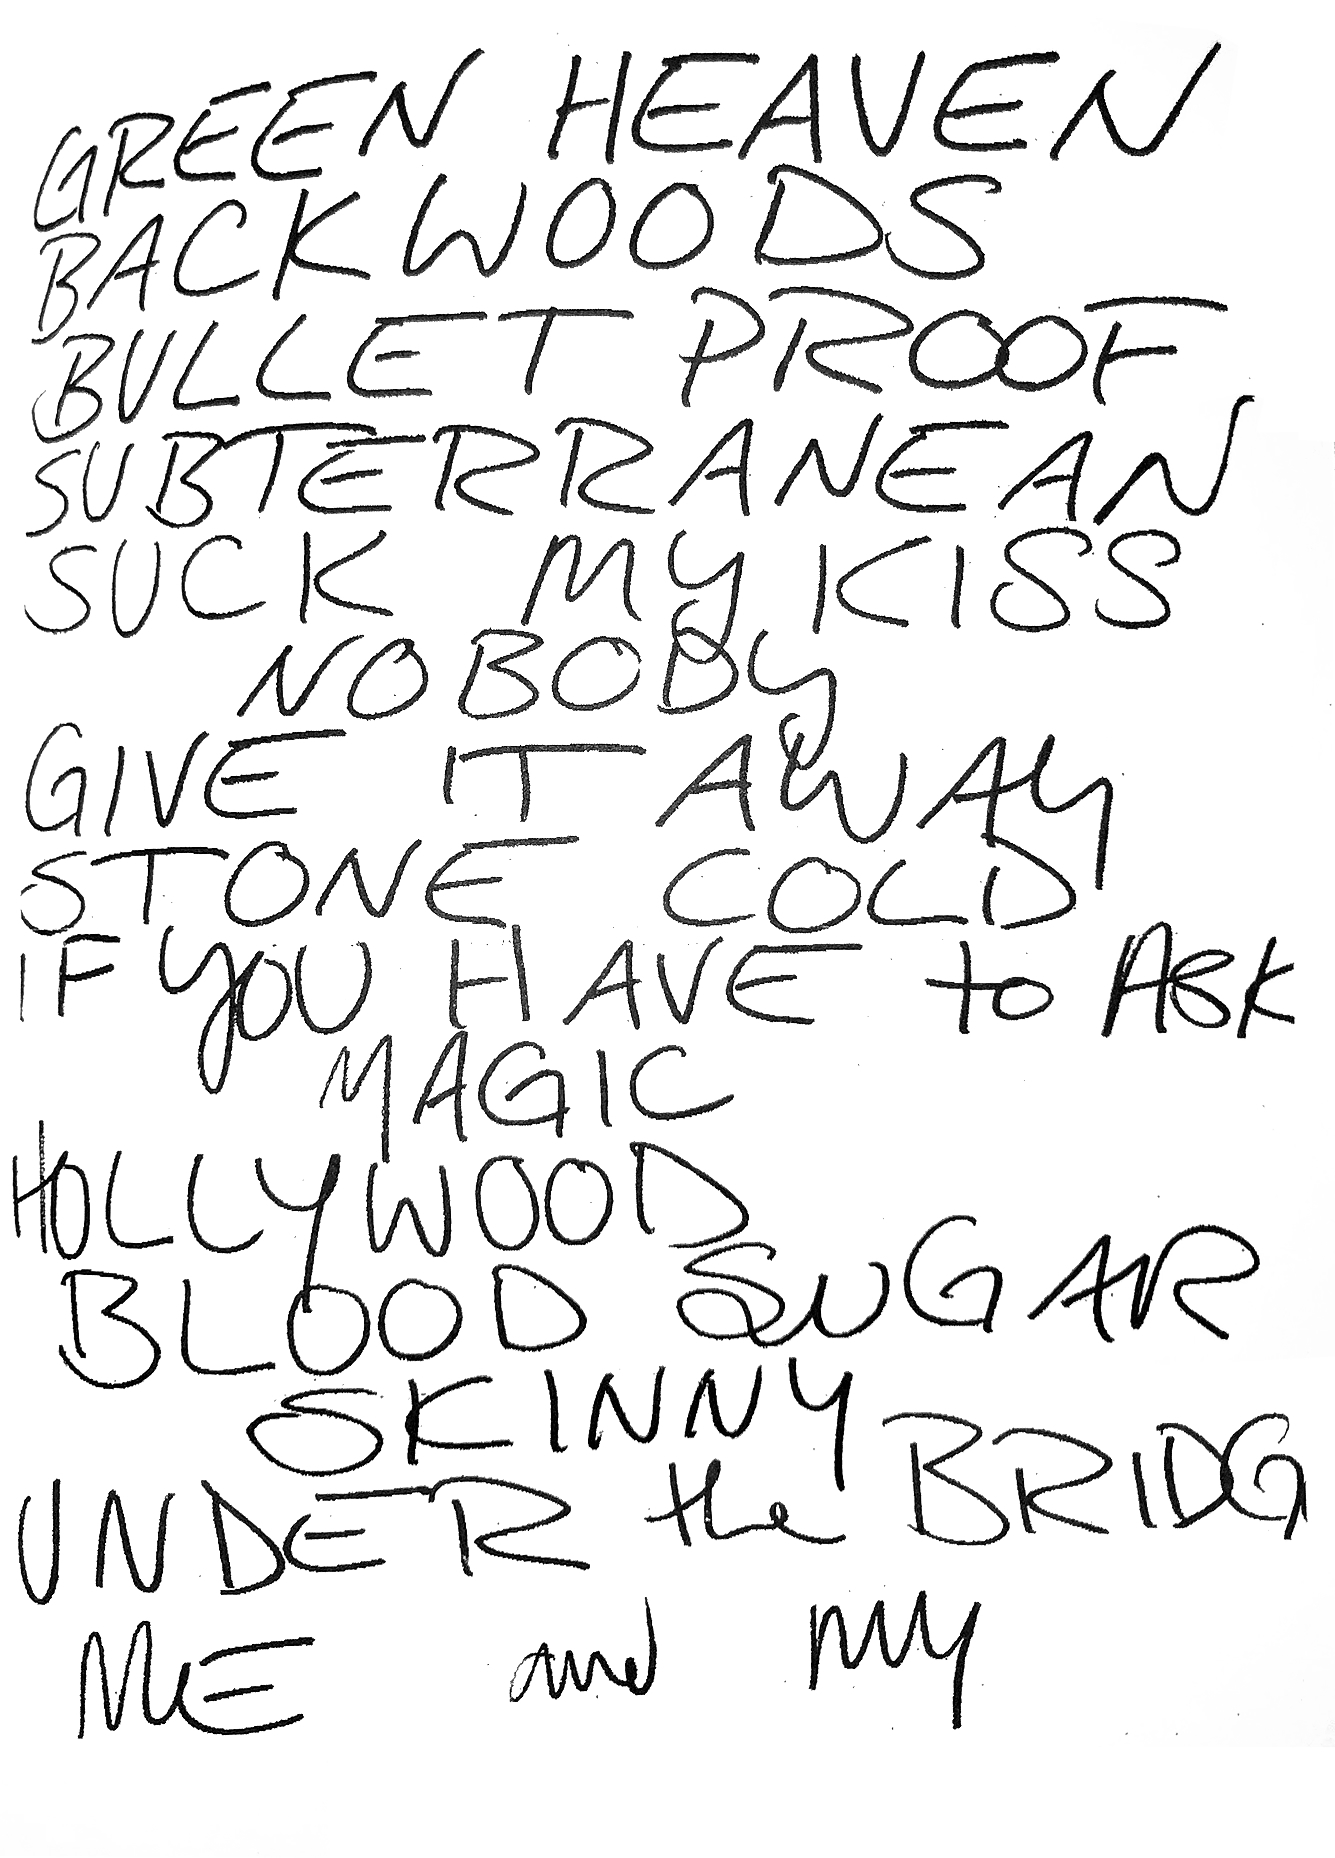 GREEN HEAVEN
BACKWOODS
BULLET PROOF
SUBTERRANEAN
SUCK MY KISS
NOBODY
GIVE IT AWAY
STONE COLD
IF YOU HAVE to ASK
MAGIC
HOLLYWOOD
BLOOD SUGAR
SKINNY
UNDER the BRIDG
ME and MY